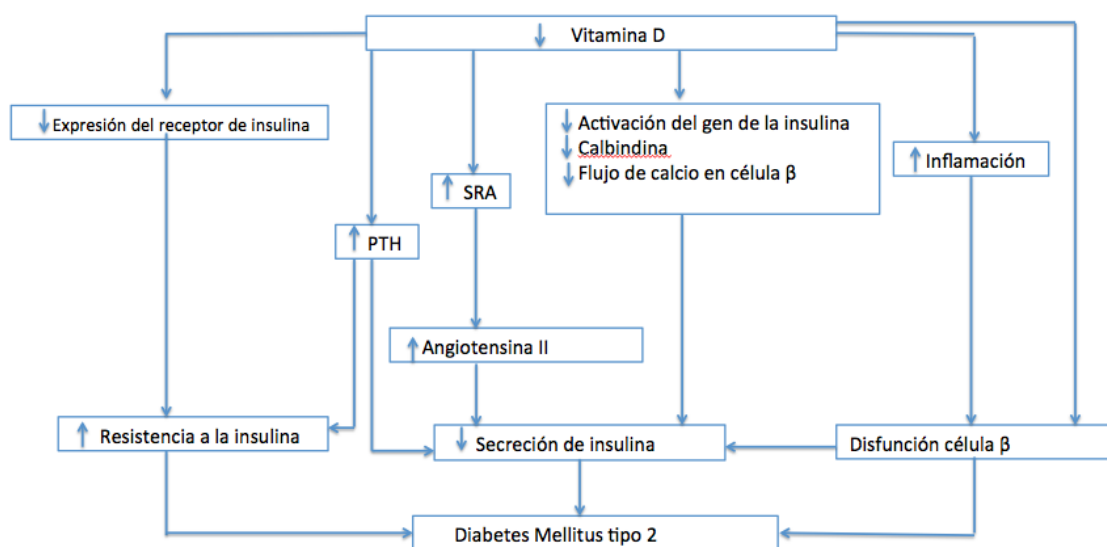 ↓ Vitamina D
↓ Expresión del receptor de insulina
↓ Activación del gen de la insulina
↓ Calbindina
↓ Flujo de calcio en célula β
↑ Inflamación
↑ SRA
↑ PTH
↑ Angiotensina II
↑ Resistencia a la insulina
↓ Secreción de insulina
Disfunción célula β
Diabetes Mellitus tipo 2